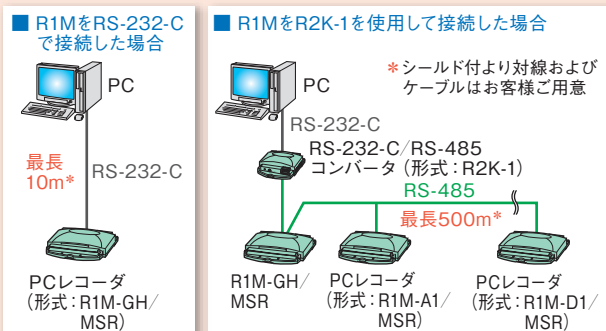 ■ R1MをRS-232-C
で接続した場合
PC
最長
10m*
RS-232-C
PCレコーダ
(形式:R1M-GH/
MSR)
■ R1MをR2K-1を使用して接続した場合
*シールド付より対線および
ケーブルはお客様ご用意
PC
RS-232-C
RS-232-C/RS-485
コンバータ(形式:R2K-1)
RS-485
最長500m*
R1M-GH/
MSR
PCレコーダ
(形式:R1M-A1/
MSR)
PCレコーダ
(形式:R1M-D1/
MSR)